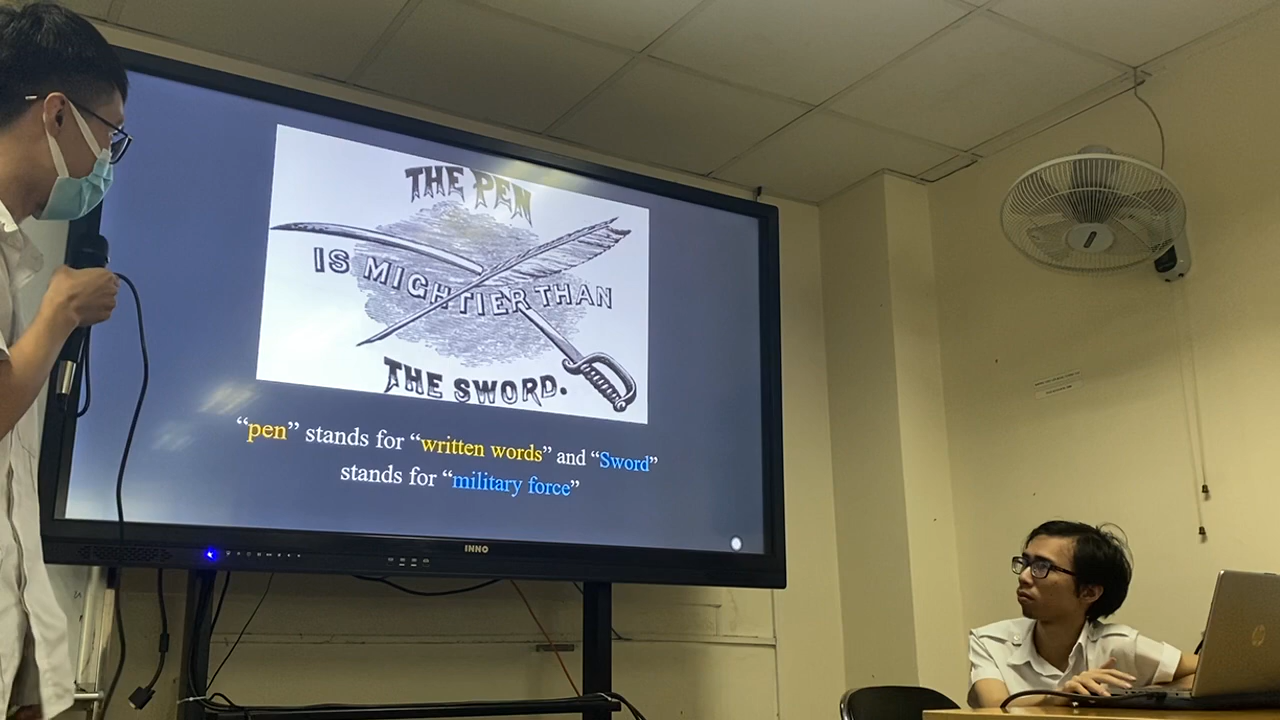 THE PEN
IS MIGHTIER THAN
THE SWORD.
“pen” stands for “written words” and “Sword”
stands for “military force”
INNO
hp